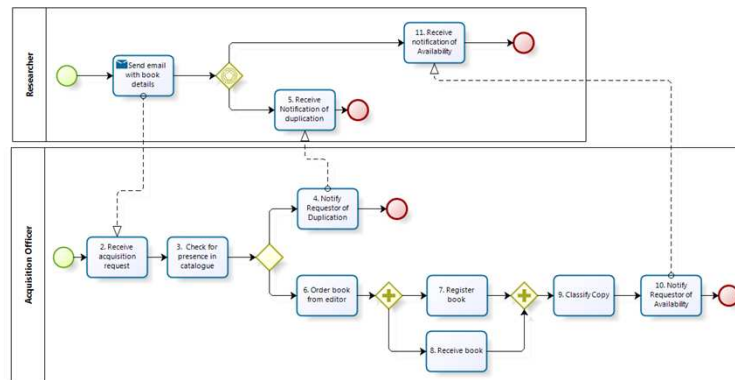 Researcher
Send email
with book
details
11. Receive
notification of
Availability
5. Receive
Notification of
duplication
Acquisition Officer
4. Notify
Requestor of
Duplication
2. Receive
acquisition
request
3. Check for
presence in
catalogue
6. Order book
from editor
7. Register
book
8. Receive book
9. Classify Copy
10. Notify
Requestor of
Availability